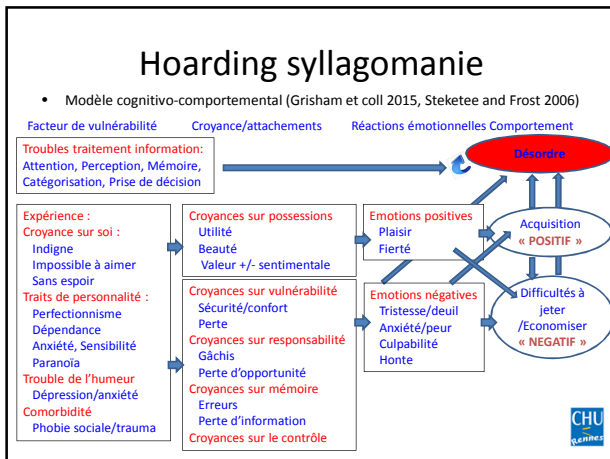 Hoarding syllagomanie
• Modèle cognitivo-comportemental (Grisham et coll 2015, Steketee and Frost 2006)
Facteur de vulnérabilité Croyance/attachements Réactions émotionnelles Comportement
Troubles traitement information:
Attention, Perception, Mémoire,
Catégorisation, Prise de décision
Désordre
Expérience :
Croyance sur soi :
Indigne
Impossible à aimer
Sans espoir
Traits de personnalité :
Perfectionnisme
Dépendance
Anxiété, Sensibilité
Paranoïa
Trouble de l'humeur
Dépression/anxiété
Comorbidité
Phobie sociale/trauma
Croyances sur possessions
Utilité
Beauté
Valeur +/- sentimentale
Croyances sur vulnérabilité
Sécurité/confort
Perte
Croyances sur responsabilité
Gâchis
Perte d'opportunité
Croyances sur mémoire
Erreurs
Perte d'information
Croyances sur le contrôle
Emotions positives
Plaisir
Fierté
Emotions négatives
Tristesse/deuil
Anxiété/peur
Culpabilité
Honte
Acquisition
« POSITIF »
Difficultés à
jeter
/Economiser
« NEGATIF »
CHU
Rennes